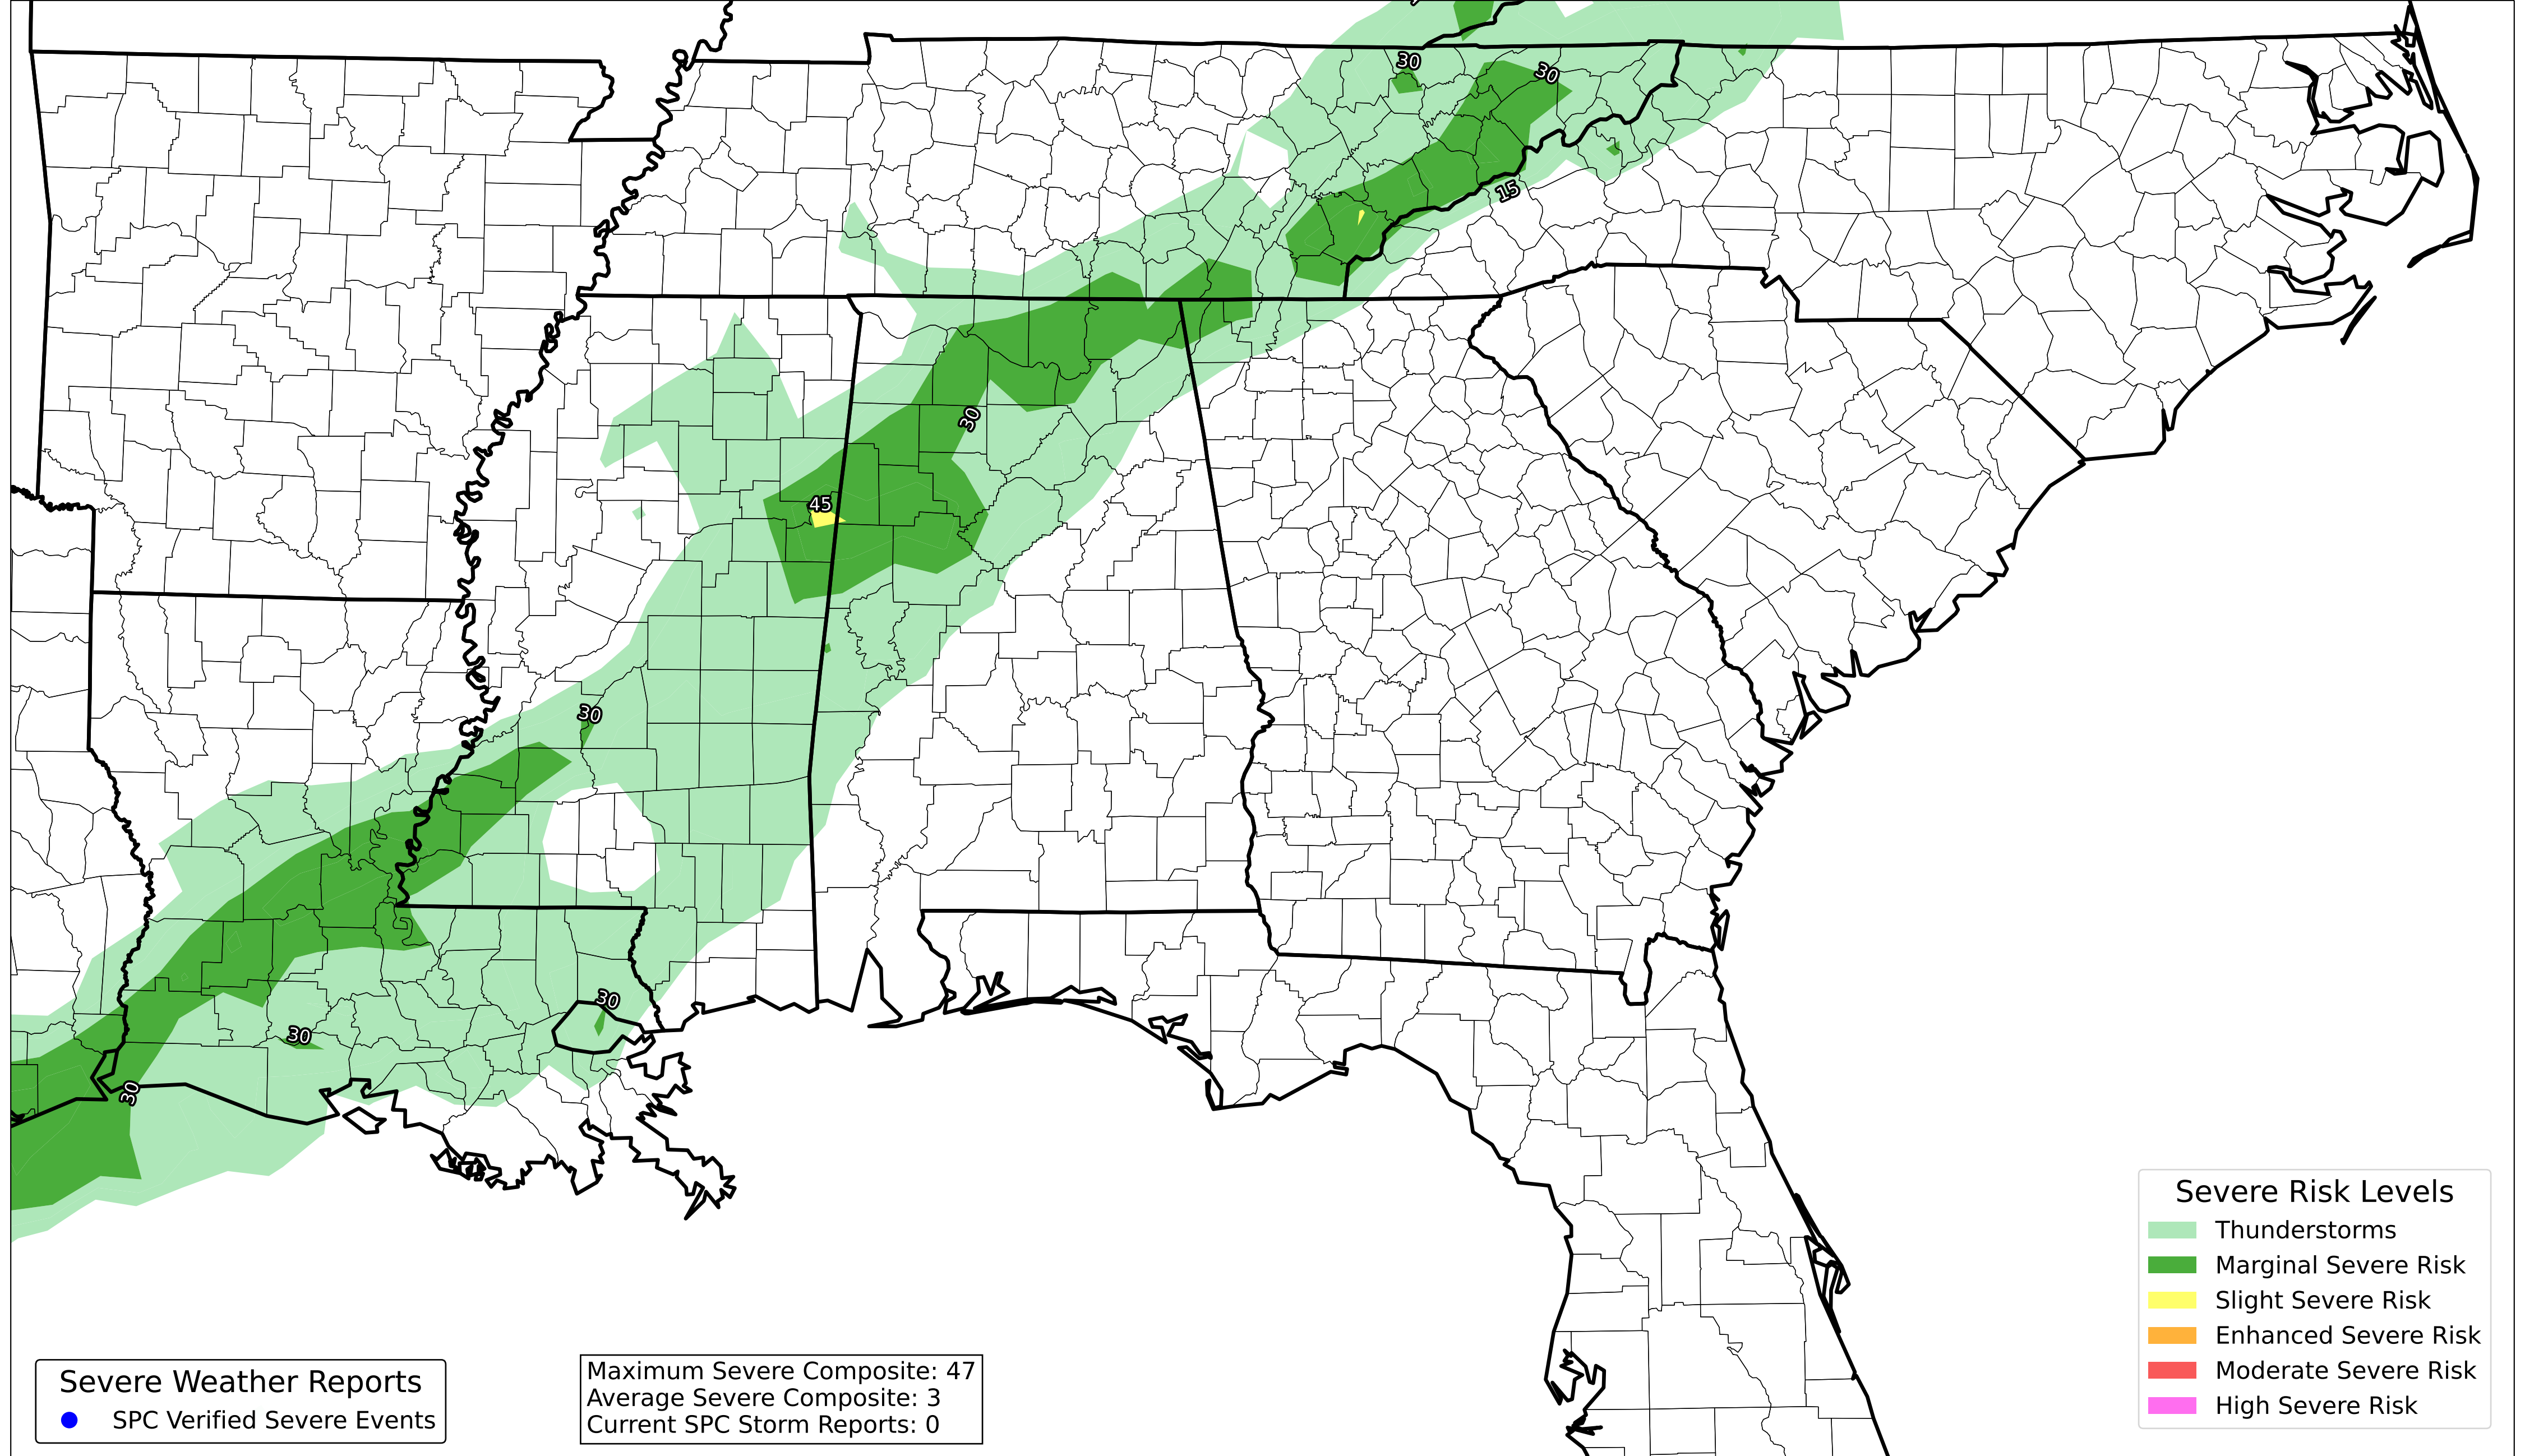 30
30
15
30
45
30
30
30
30
Severe Risk Levels
Thunderstorms
Marginal Severe Risk
Slight Severe Risk
Enhanced Severe Risk
Moderate Severe Risk
High Severe Risk
Severe Weather Reports
SPC Verified Severe Events
Maximum Severe Composite: 47
Average Severe Composite: 3
Current SPC Storm Reports: 0